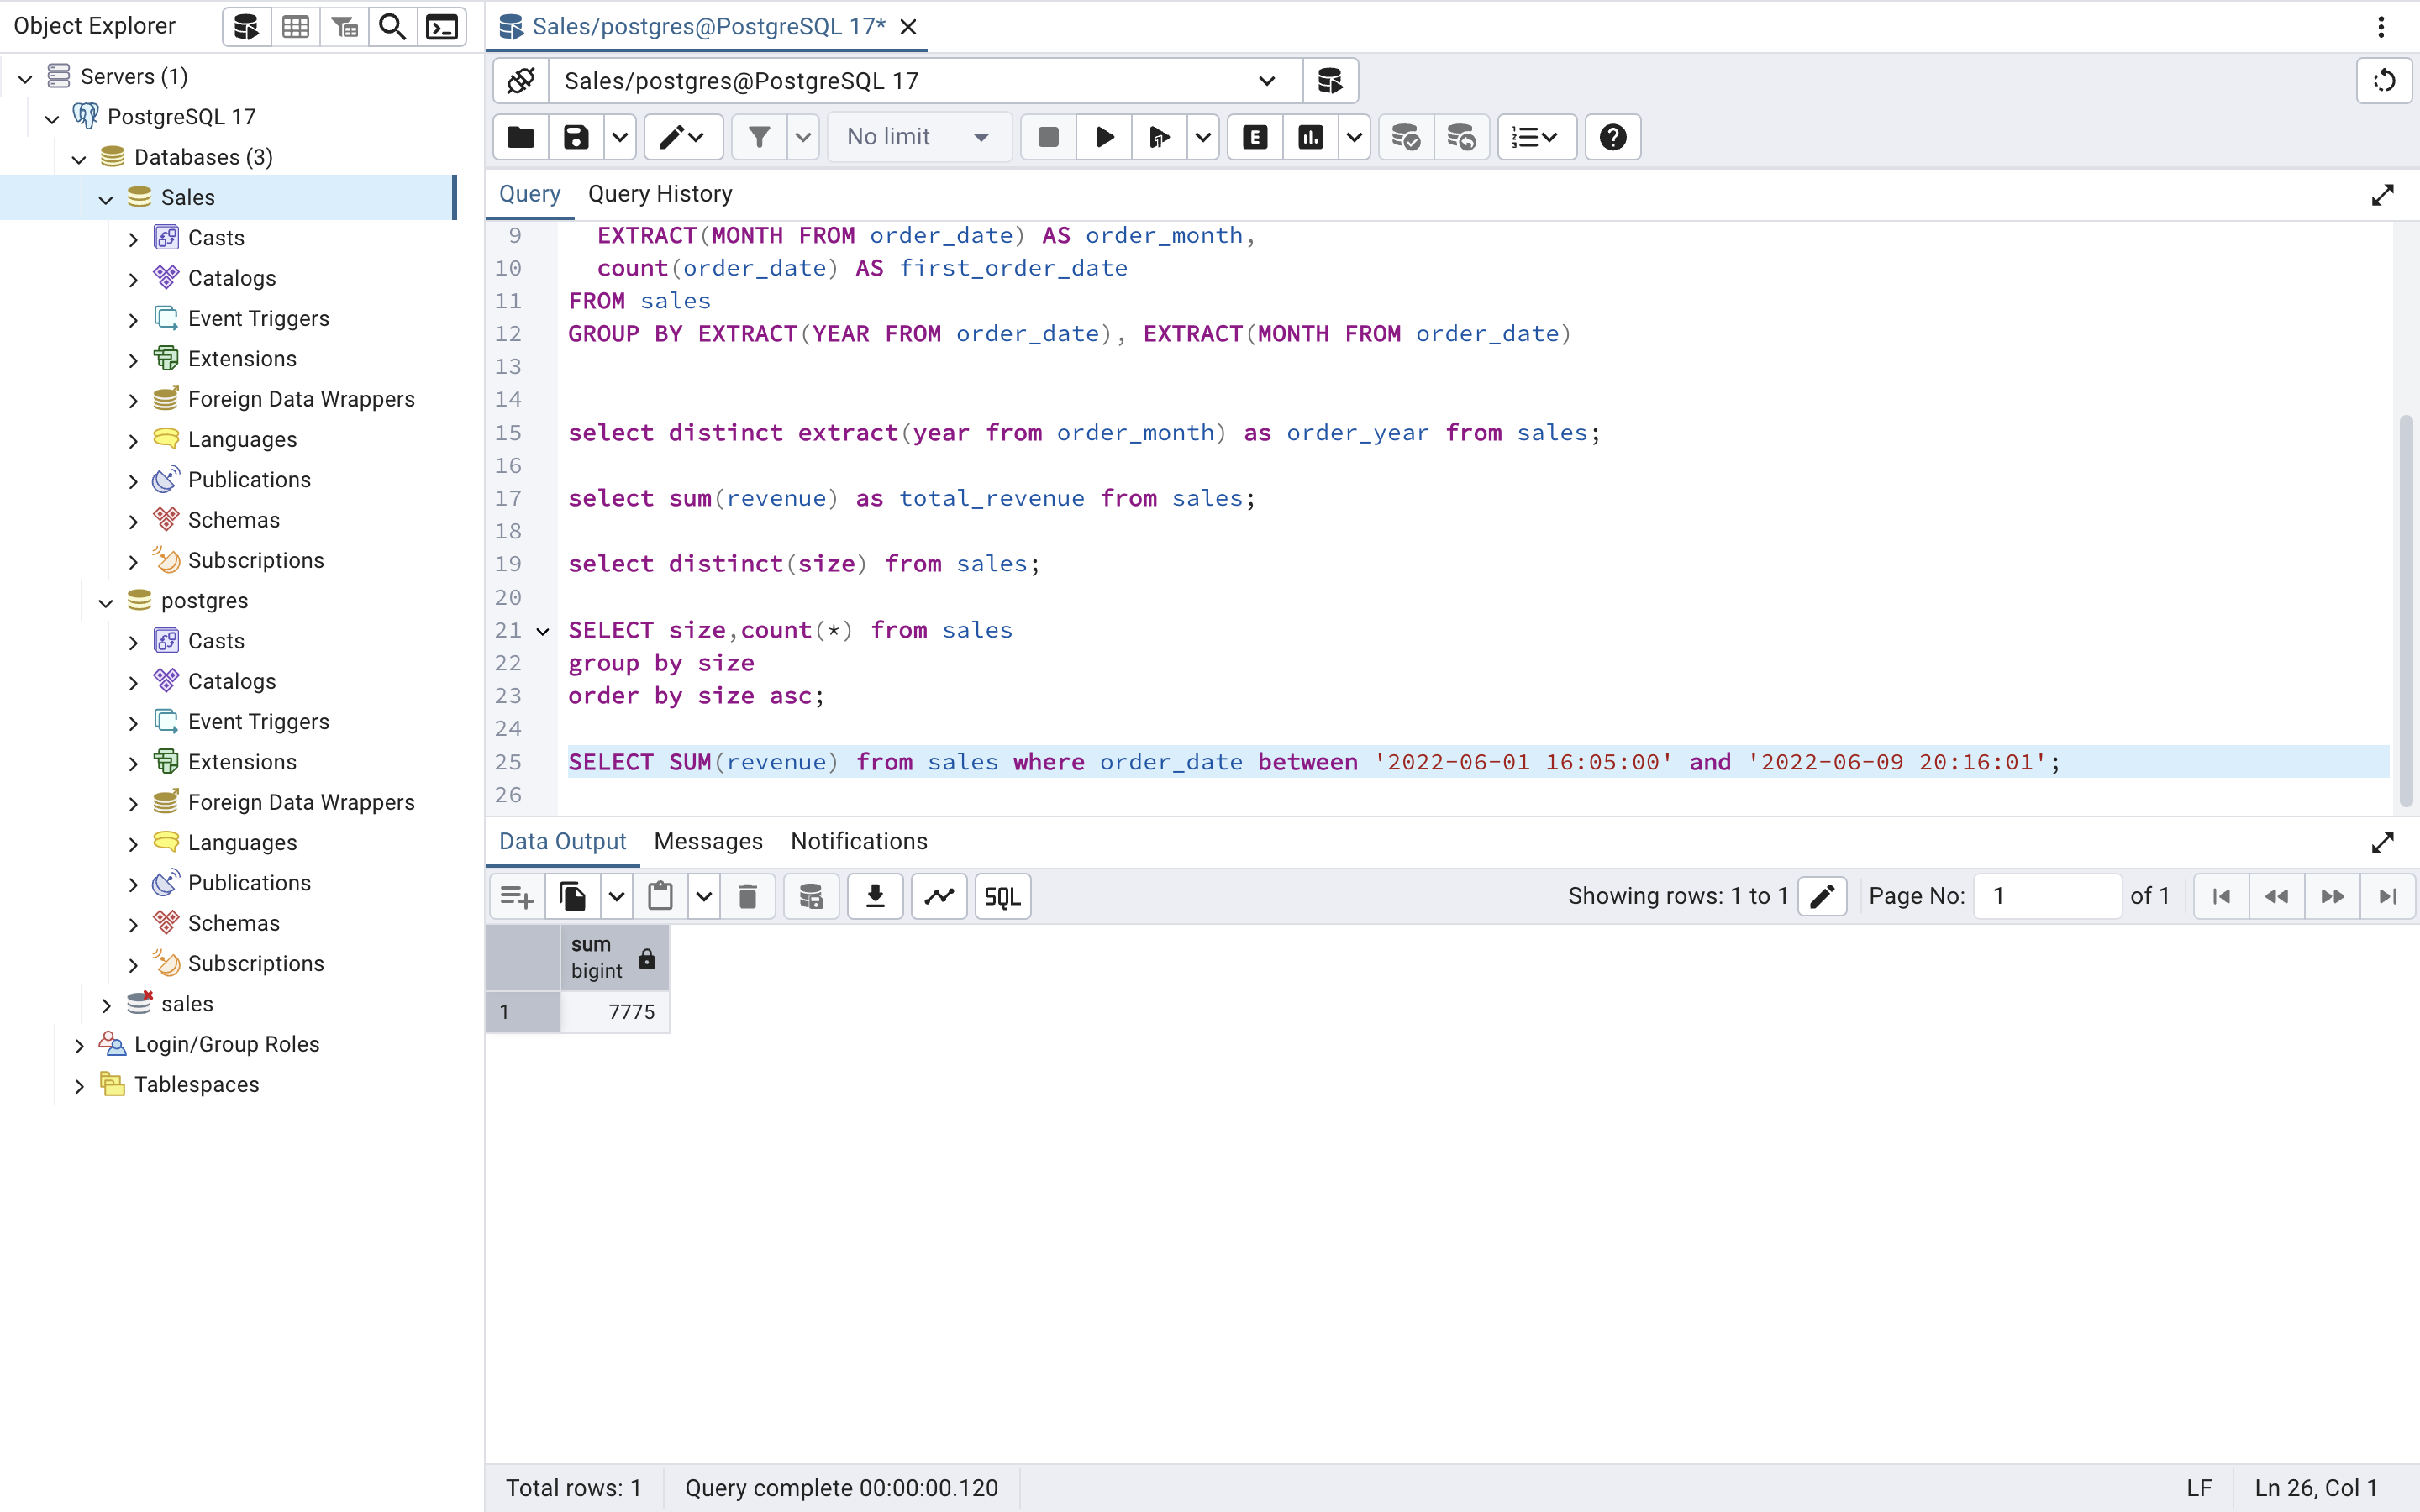 Object Explorer
Servers (1)
PostgreSQL 17
Databases (3)
Sales
Casts
Catalogs
Event Triggers
Extensions
Foreign Data Wrappers
Languages
Publications
Schemas
Subscriptions
postgres
Casts
Catalogs
Event Triggers
Extensions
Foreign Data Wrappers
Languages
Publications
Schemas
Subscriptions
sales
Login/Group Roles
Tablespaces
Sales/postgres@PostgreSQL 17*
Sales/postgres@PostgreSQL 17
No limit
E
Query Query History
9 EXTRACT(MONTH FROM order_date) AS order_month,
10 count(order_date) AS first_order_date
11 FROM sales
12 GROUP BY EXTRACT(YEAR FROM order_date), EXTRACT(MONTH FROM order_date)
13
14
15 select distinct extract(year from order_month) as order_year from sales;
16
17 select sum(revenue) as total_revenue from sales;
18
19 select distinct(size) from sales;
20
21 SELECT size,count(*) from sales
22 group by size
23 order by size asc;
24
25 SELECT SUM(revenue) from sales where order_date between '2022-06-01 16:05:00' and '2022-06-09 20:16:01';
26
Data Output Messages Notifications
SQL Showing rows: 1 to 1 Page No: 1 of 1
sum
bigint
1 7775
Total rows: 1 Query complete 00:00:00.120 LF Ln 26, Col 1